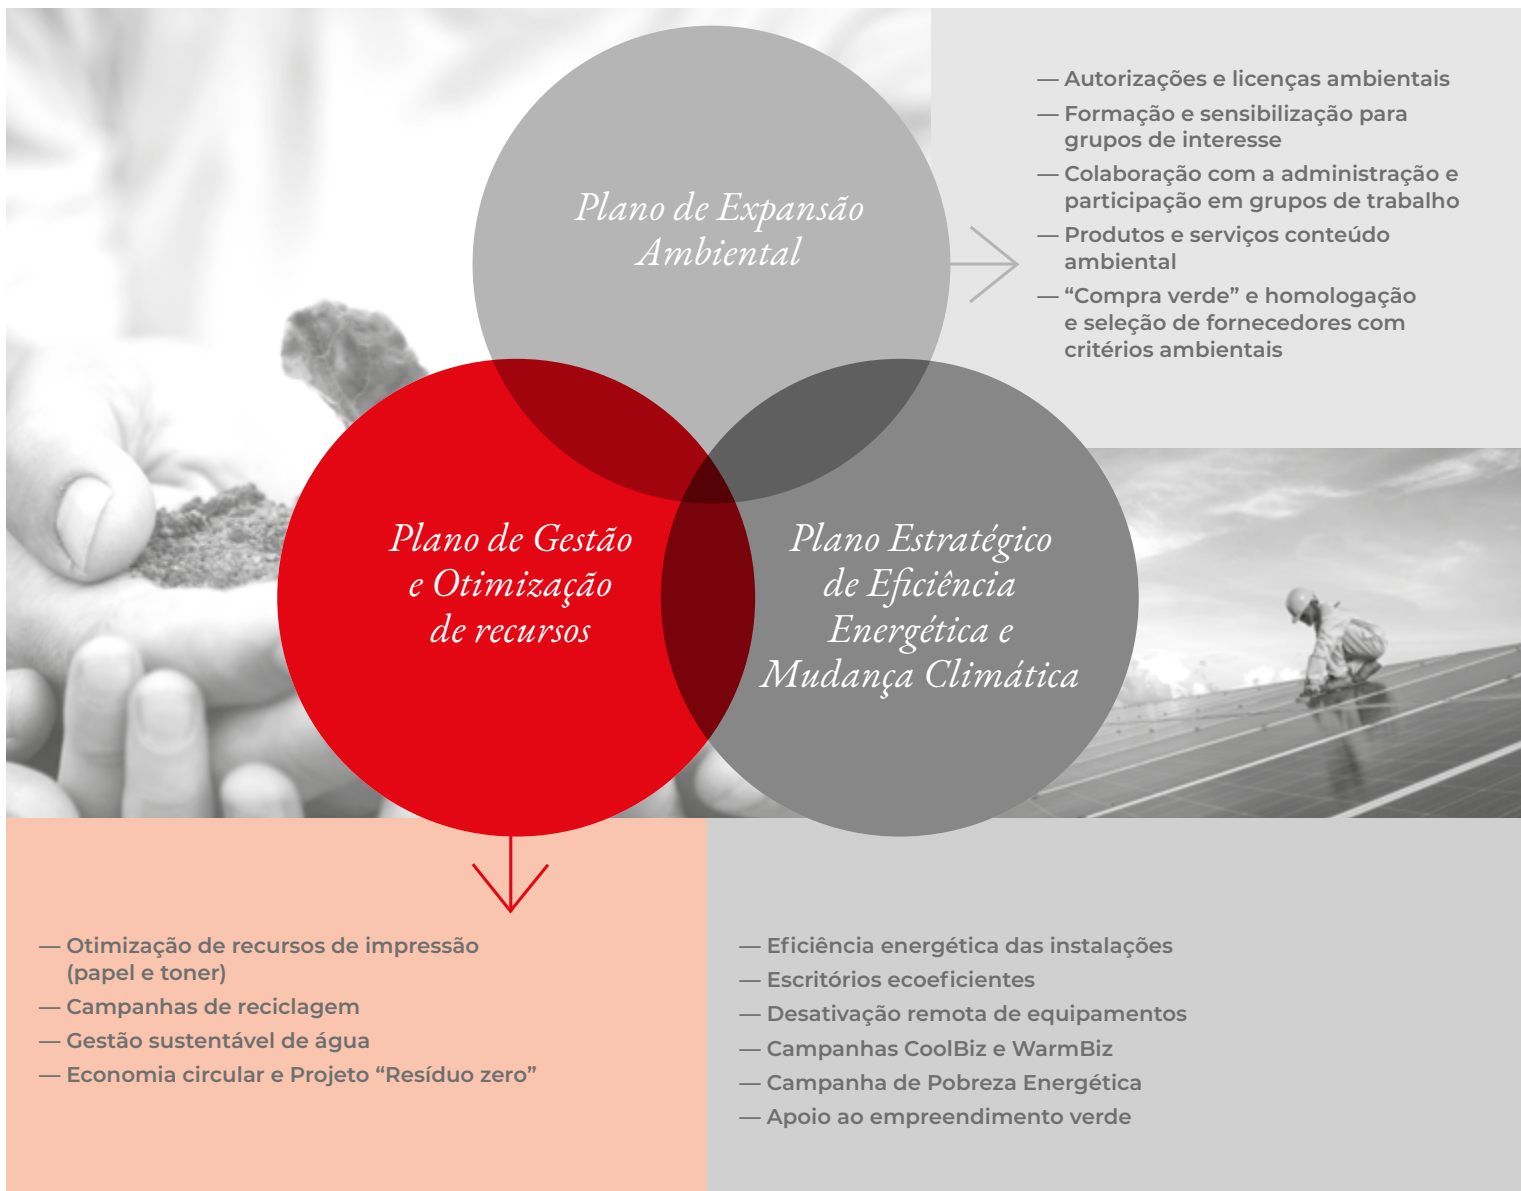 Plano de Expansão
Ambiental
— Autorizações e licenças ambientais
— Formação e sensibilização para
grupos de interesse
— Colaboração com a administração e
participação em grupos de trabalho
— Produtos e serviços conteúdo
ambiental
— “Compra verde” e homologação
e seleção de fornecedores com
critérios ambientais
Plano de Gestão
e Otimização
de recursos
Plano Estratégico
de Eficiência
Energética e
Mudança Climática
— Otimização de recursos de impressão
(papel e toner)
— Campanhas de reciclagem
— Gestão sustentável de água
— Economia circular e Projeto “Resíduo zero”
— Eficiência energética das instalações
— Escritórios ecoeficientes
— Desativação remota de equipamentos
— Campanhas CoolBiz e WarmBiz
— Campanha de Pobreza Energética
— Apoio ao empreendimento verde